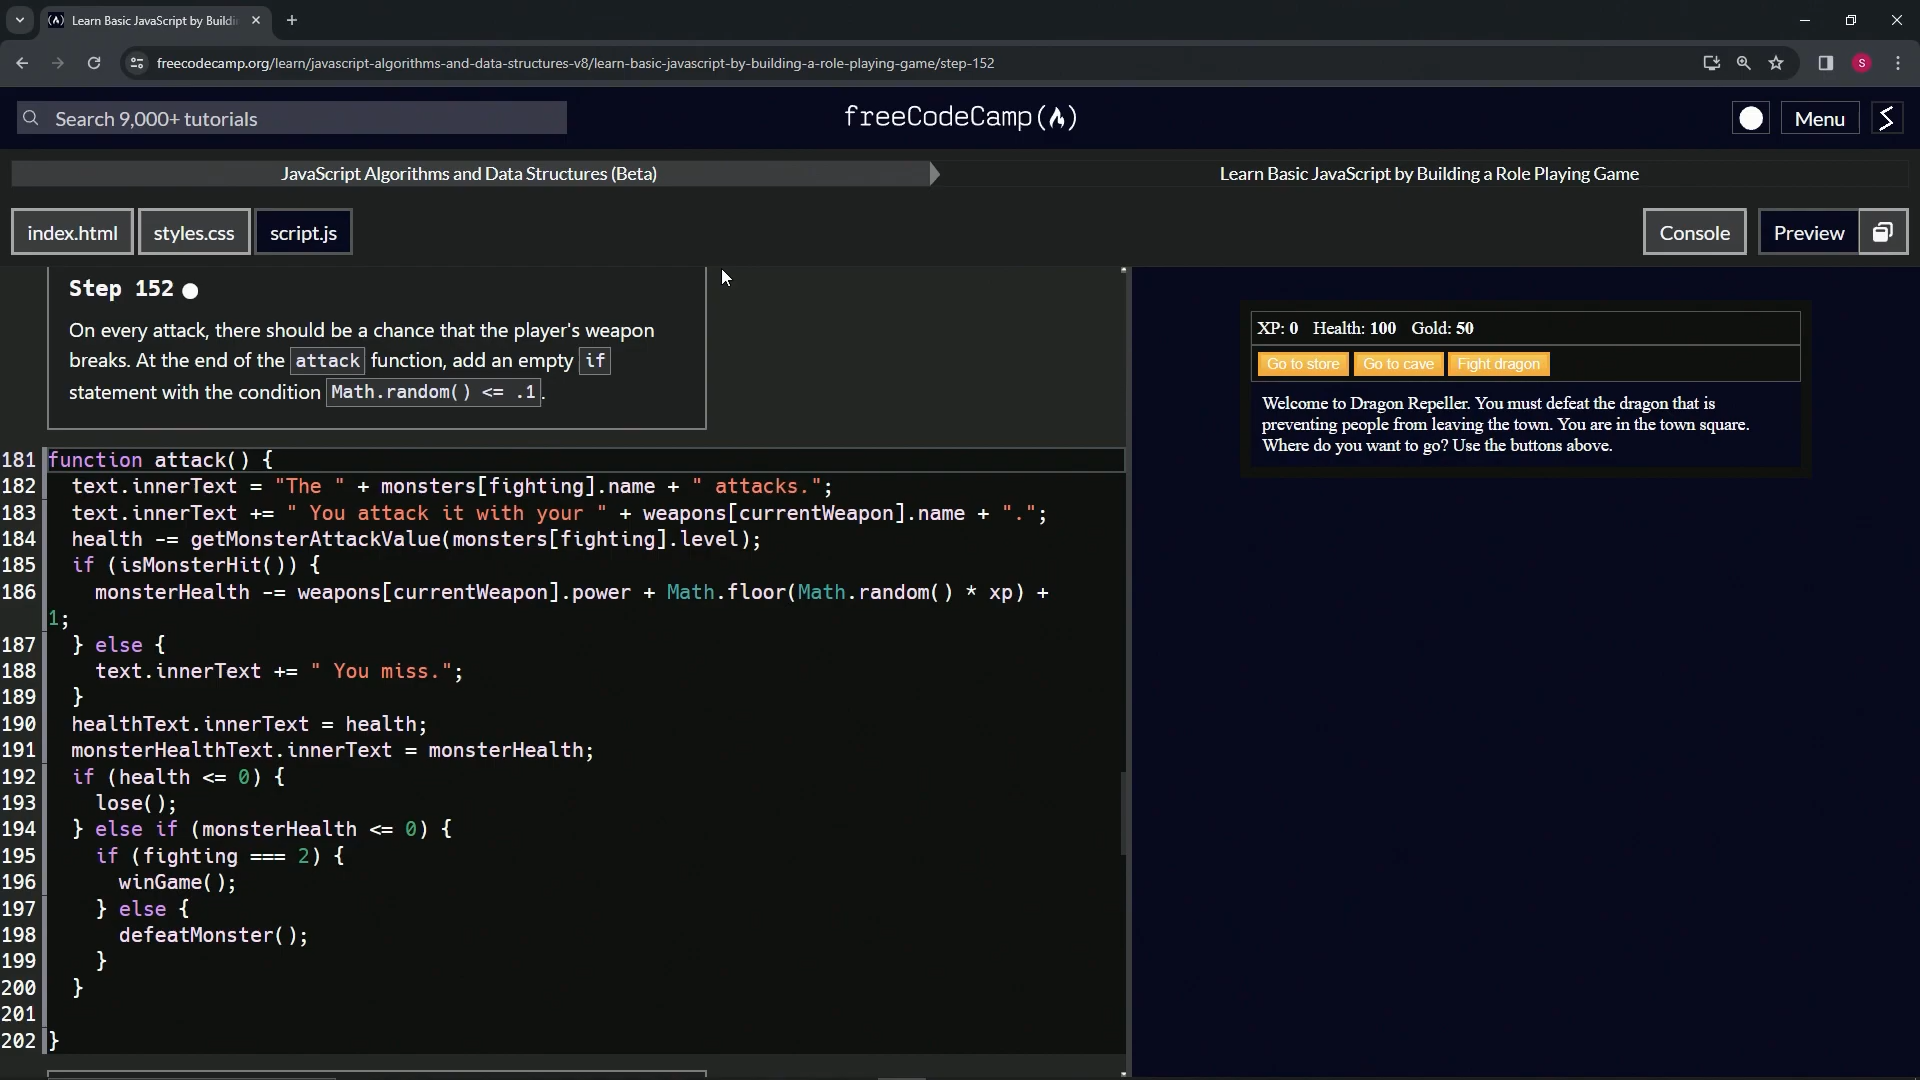 Learn Basic JavaScript by Buildi
freecodecamp.org/learn/javascript-algorithms-and-data-structures-v8/learn-basic-javascript-by-building-a-role-playing-game/step-152
S
Search 9,000+ tutorials
freeCodeCamp
Menu
JavaScript Algorithms and Data Structures (Beta)
Learn Basic JavaScript by Building a Role Playing Game
index.html
styles.css
script.js
Console
Preview
Step 152
On every attack, there should be a chance that the player's weapon
breaks. At the end of the attack function, add an empty if
statement with the condition Math.random() <= .1.
181 function attack() {
182 text.innerText = "The " + monsters[fighting].name + " attacks.";
183 text.innerText += " You attack it with your " + weapons[currentWeapon].name + ".";
184 health -= getMonsterAttackValue(monsters[fighting].level);
185 if (isMonsterHit()) {
186 monsterHealth -= weapons[currentWeapon].power + Math.floor(Math.random() * xp) +
1;
187 } else {
188 text.innerText += " You miss.";
189 }
190 healthText.innerText = health;
191 monsterHealthText.innerText = monsterHealth;
192 if (health <= 0) {
193 lose();
194 } else if (monsterHealth <= 0) {
195 if (fighting === 2) {
196 winGame();
197 } else {
198 defeatMonster();
199 }
200 }
201
202 }
XP: 0 Health: 100 Gold: 50
Go to store
Go to cave
Fight dragon
Welcome to Dragon Repeller. You must defeat the dragon that is
preventing people from leaving the town. You are in the town square.
Where do you want to go? Use the buttons above.